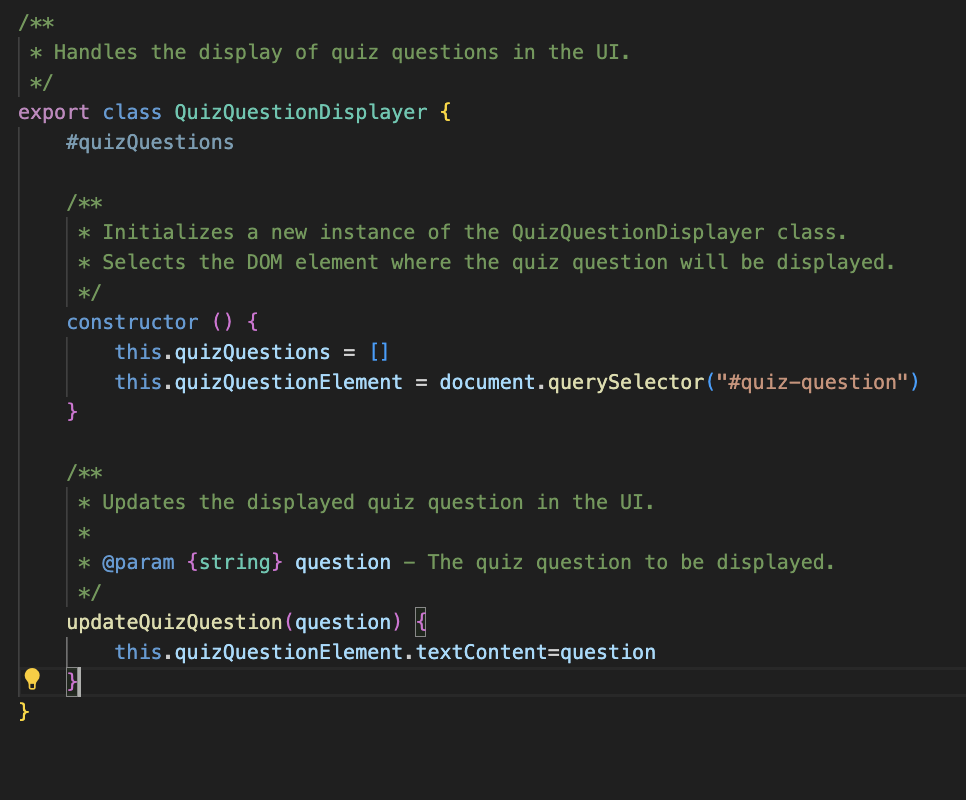 /**
 * Handles the display of quiz questions in the UI.
 */
export class QuizQuestionDisplayer {
    #quizQuestions

    /**
     * Initializes a new instance of the QuizQuestionDisplayer class.
     * Selects the DOM element where the quiz question will be displayed.
     */
    constructor () {
        this.quizQuestions = []
        this.quizQuestionElement = document.querySelector("#quiz-question")
    }

    /**
     * Updates the displayed quiz question in the UI.
     *
     * @param {string} question – The quiz question to be displayed.
     */
    updateQuizQuestion(question) {
        this.quizQuestionElement.textContent=question
    }
}